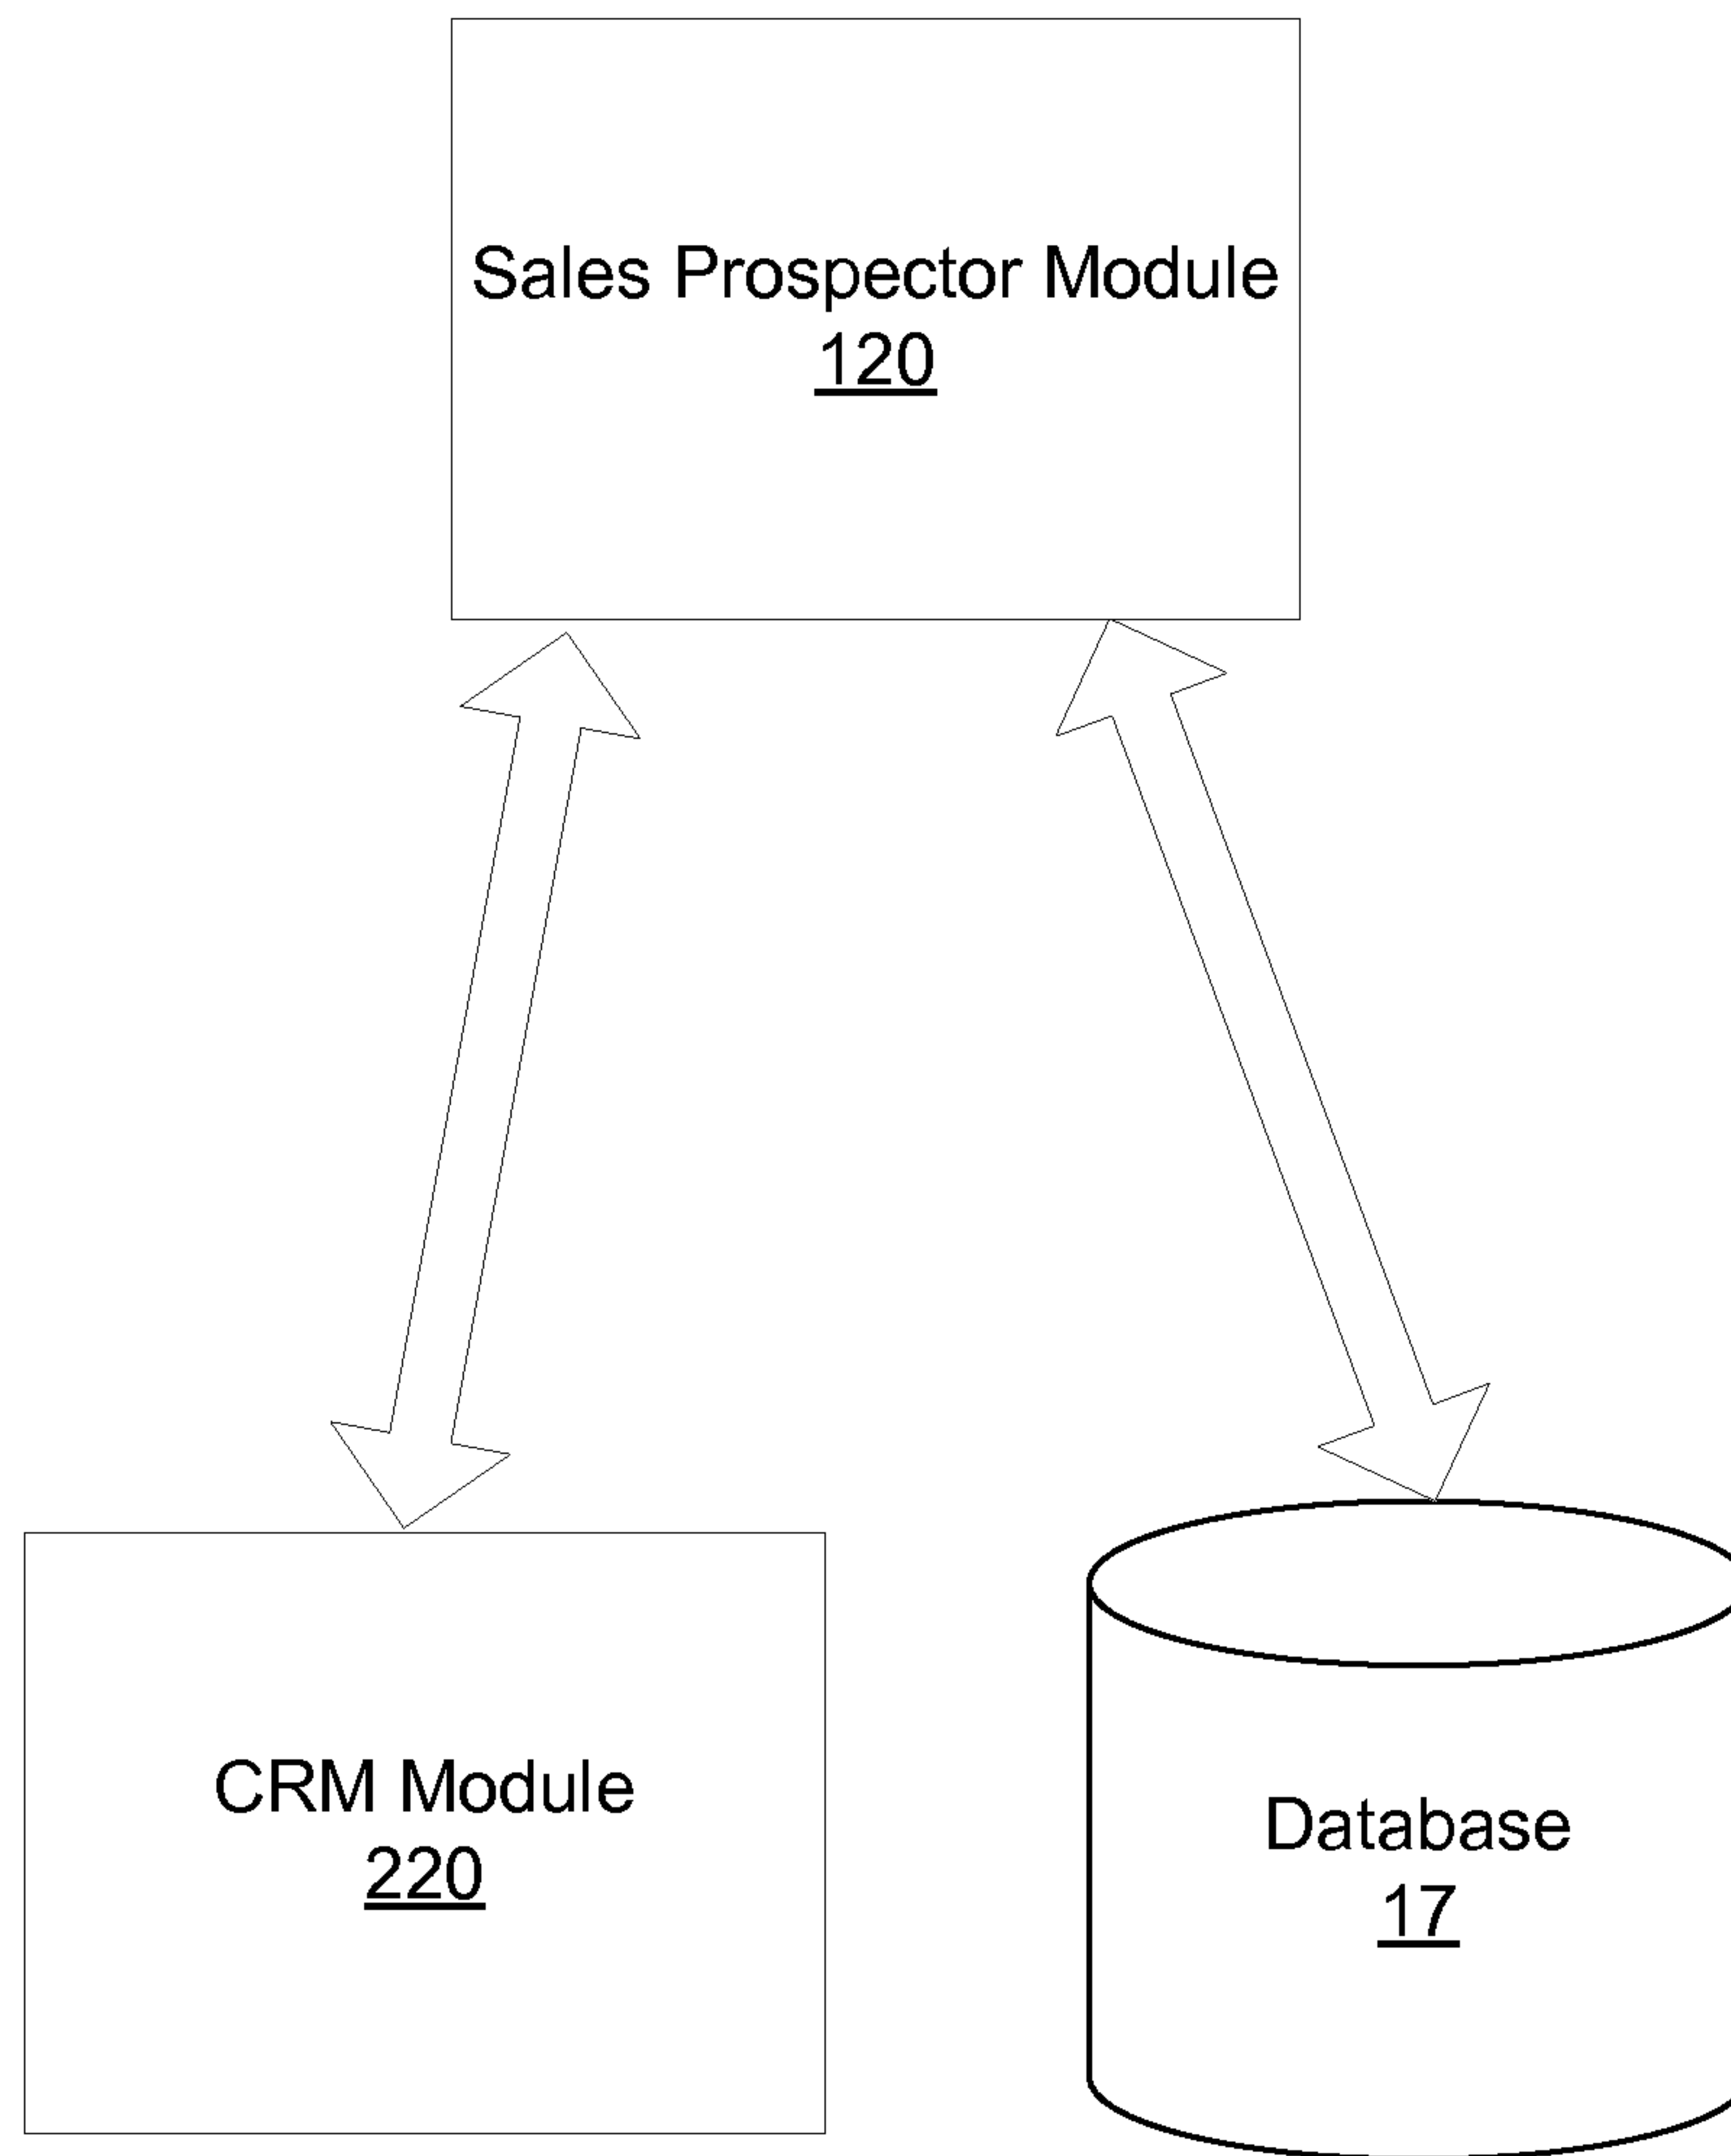 Sales Prospector Module
120
CRM Module
220
Database
17